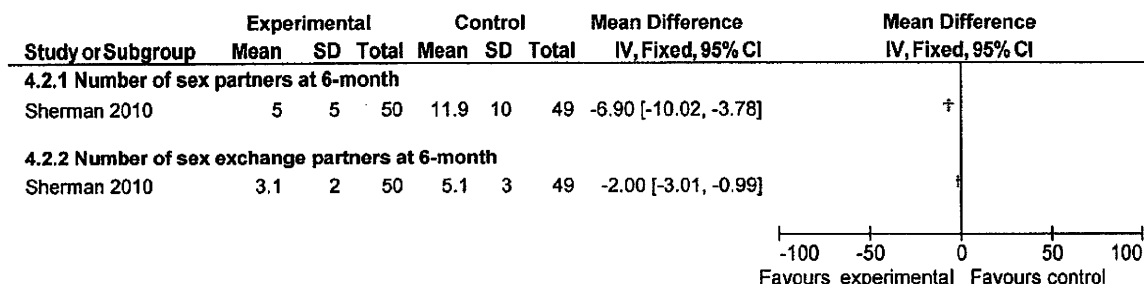 Experimental Control Mean Difference Mean Difference
Study or Subgroup Mean SD Total Mean SD Total IV, Fixed, 95% CI IV, Fixed, 95% CI
4.2.1 Number of sex partners at 6-month
Sherman 2010 5 5 50 11.9 10 49 -6.90 [-10.02, -3.78]
4.2.2 Number of sex exchange partners at 6-month
Sherman 2010 3.1 2 50 5.1 3 49 -2.00 [-3.01, -0.99]
-100 -50 0 50 100
Favours experimental Favours control